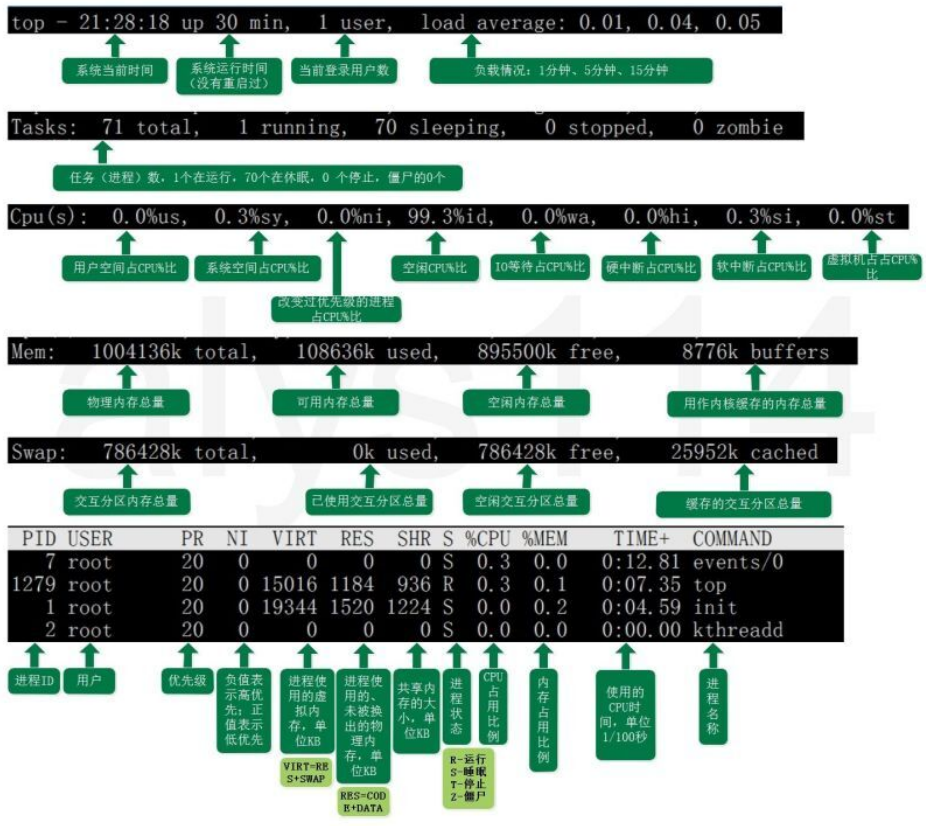 top - 21:28:18 up 30 min, 1 user, load average: 0.01, 0.04, 0.05
系统当前时间
系统运行时间
(没有重启过)
当前登录用户数
负载情况：1分钟、5分钟、15分钟
Tasks: 71 total, 1 running, 70 sleeping, 0 stopped, 0 zombie
任务（进程）数，1个在运行，70个在休眠，0 个停止，僵尸的0个
Cpu(s): 0.0%us, 0.3%sy, 0.0%ni, 99.3%id, 0.0%wa, 0.0%hi, 0.3%si, 0.0%st
用户空间占CPU%比
系统空间占CPU%比
改变过优先级的进程
占CPU%比
空闲CPU%比
IO等待占CPU%比
硬中断占CPU%比
软中断占CPU%比
虚拟机占占CPU%
比
Mem: 1004136k total, 108636k used, 895500k free, 8776k buffers
物理内存总量
可用内存总量
空闲内存总量
用作内核缓存的内存总量
Swap: 786428k total, 0k used, 786428k free, 25952k cached
交互分区内存总量
已使用交互分区总量
空闲交互分区总量
缓存的交互分区总量
PID USER PR NI VIRT RES SHR S %CPU %MEM TIME+ COMMAND
7 root 20 0 0 0 0 S 0.3 0.0 0:12.81 events/0
1279 root 20 0 15016 1184 936 R 0.3 0.1 0:07.35 top
1 root 20 0 19344 1520 1224 S 0.0 0.2 0:04.59 init
2 root 20 0 0 0 0 S 0.0 0.0 0:00.00 kthreadd
进程ID
用户
优先级
负值表
示高优
先；正
值表示
低优先
进程使
用的虚
拟内
存，单
位KB
VIRT=RE
S+SWAP
进程使
用的、
未被换
出的物
理内
存，单
位KB
RES=COD
E+DATA
共享内
存的大
小，单
位KB
进程状态
R-运行
S-睡眠
T-停止
Z-僵尸
CPU占用比例
内存占用比例
使用的
CPU时
间，单位
1/100秒
进程名称
alys114